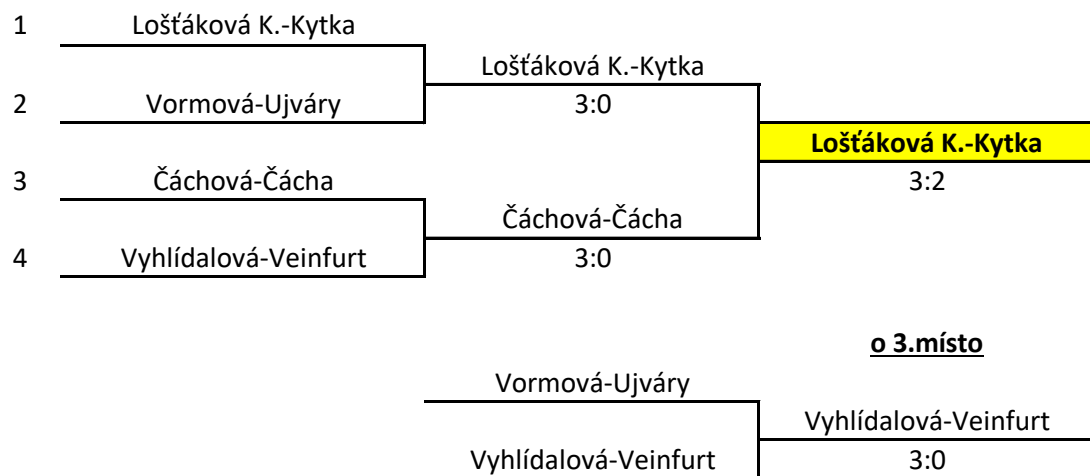 1 Lošťáková K.-Kytka
Lošťáková K.-Kytka
2 Vormová-Ujváry 3:0
Lošťáková K.-Kytka
3 Čáchová-Čácha 3:2
Čáchová-Čácha
4 Vyhlídalová-Veinfurt 3:0
o 3.místo
Vormová-Ujváry
Vyhlídalová-Veinfurt
Vyhlídalová-Veinfurt 3:0